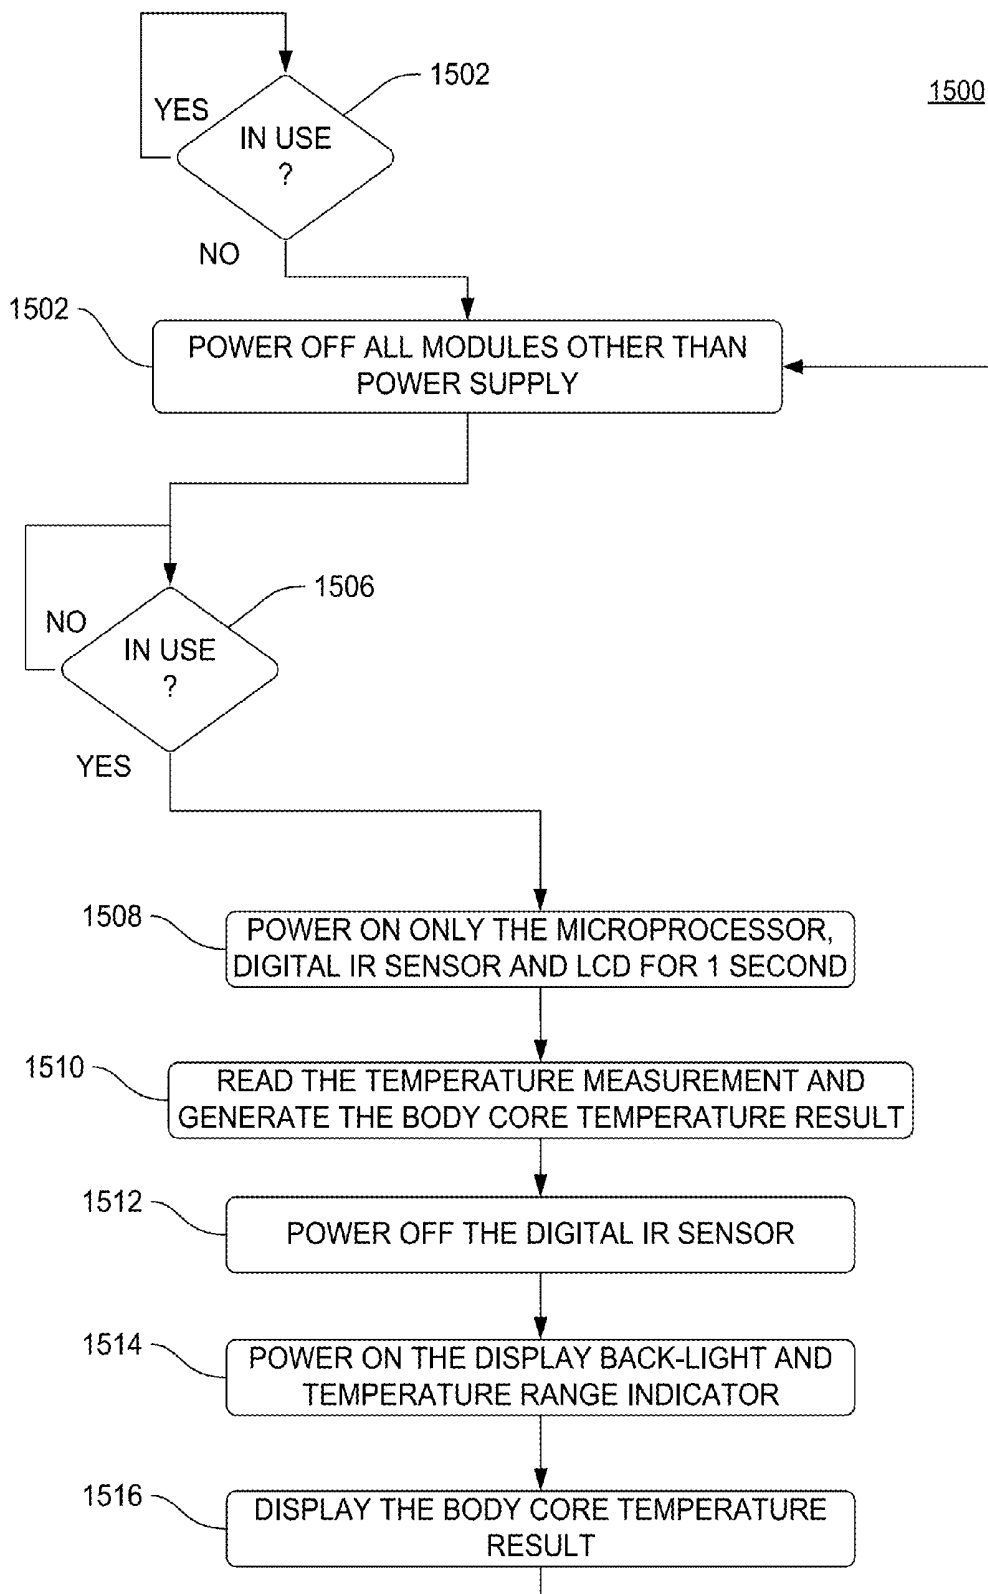 1502
1500
YES
IN USE
?
NO
1502
POWER OFF ALL MODULES OTHER THAN
POWER SUPPLY
1506
NO
IN USE
?
YES
1508
POWER ON ONLY THE MICROPROCESSOR,
DIGITAL IR SENSOR AND LCD FOR 1 SECOND
1510
READ THE TEMPERATURE MEASUREMENT AND
GENERATE THE BODY CORE TEMPERATURE RESULT
1512
POWER OFF THE DIGITAL IR SENSOR
1514
POWER ON THE DISPLAY BACK-LIGHT AND
TEMPERATURE RANGE INDICATOR
1516
DISPLAY THE BODY CORE TEMPERATURE
RESULT